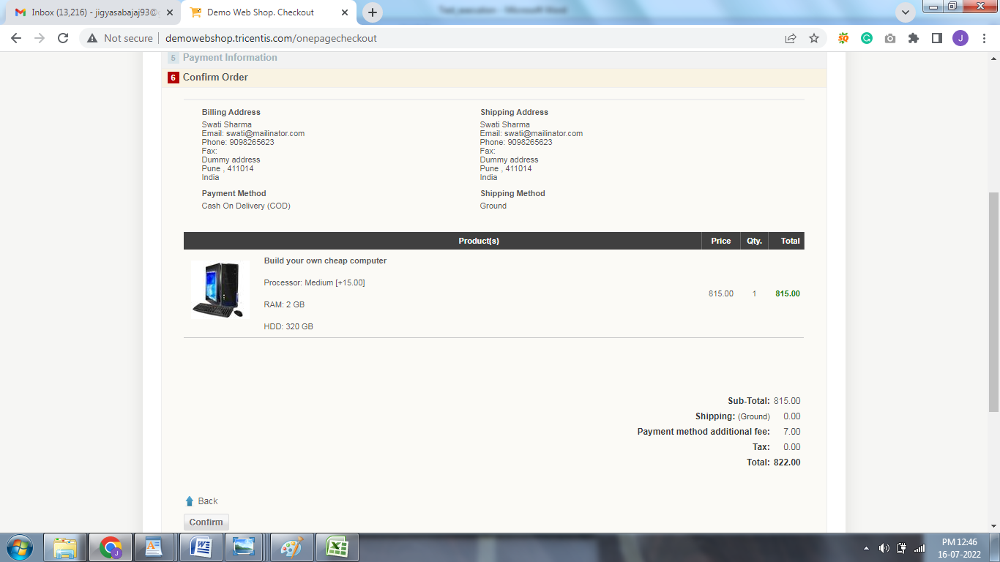 Inbox (13,216) - jigyasabajaj93@
Demo Web Shop. Checkout
Test_execution - Microsoft Word
Not secure
demowebshop.tricentis.com/onepagecheckout
J
5 Payment Information
6 Confirm Order
Billing Address
Swati Sharma
Email: swati@mailinator.com
Phone: 9098265623
Fax:
Dummy address
Pune , 411014
India
Payment Method
Cash On Delivery (COD)
Shipping Address
Swati Sharma
Email: swati@mailinator.com
Phone: 9098265623
Fax:
Dummy address
Pune , 411014
India
Shipping Method
Ground
Product(s) Price Qty. Total
Build your own cheap computer
Processor: Medium [+15.00]
RAM: 2 GB
HDD: 320 GB
815.00 1 815.00
Sub-Total: 815.00
Shipping: (Ground) 0.00
Payment method additional fee: 7.00
Tax: 0.00
Total: 822.00
Back
Confirm
J
PM 12:46
16-07-2022